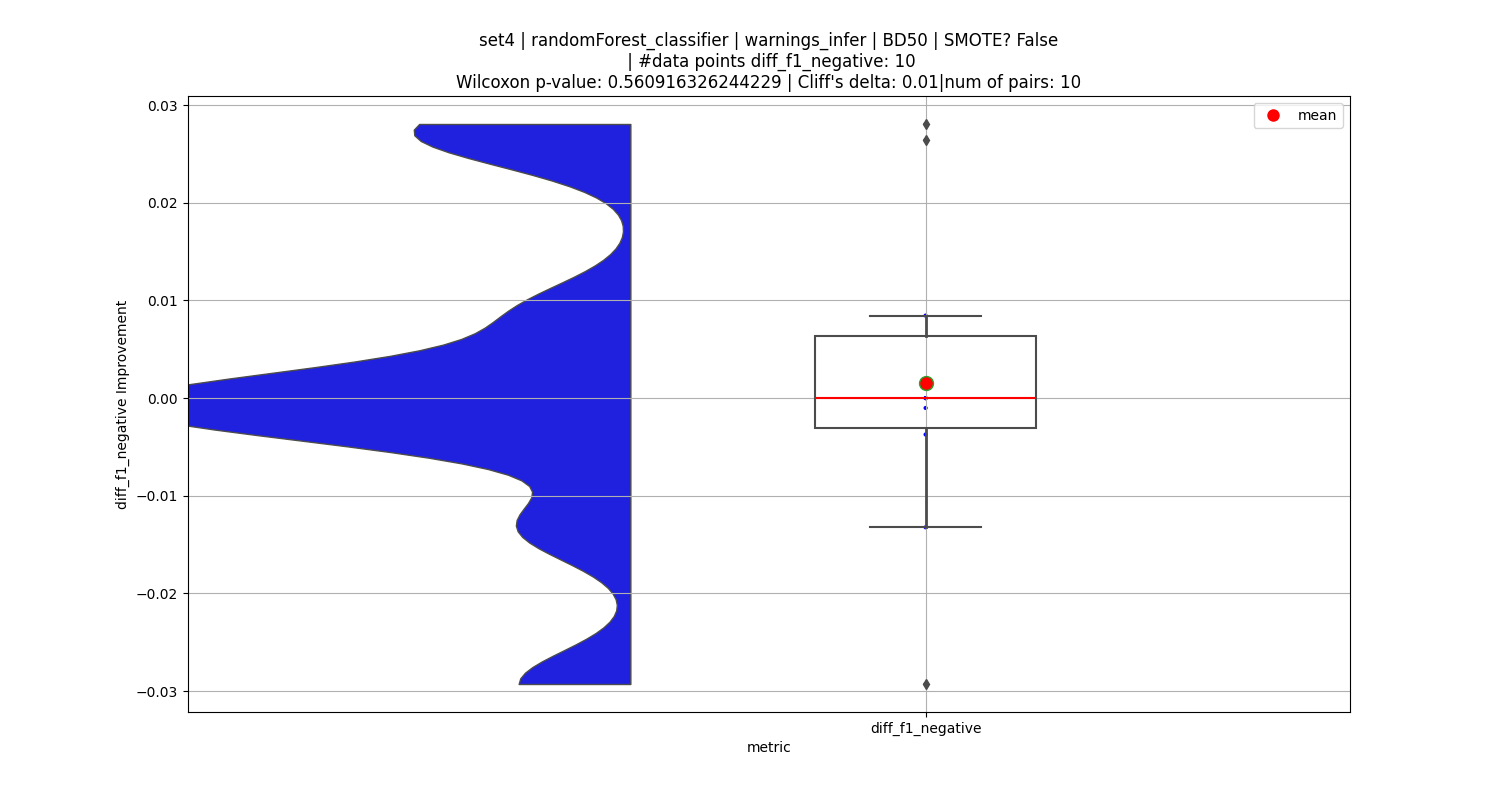 set4 | randomForest_classifier | warnings_infer | BD50 | SMOTE? False
| #data points diff_f1_negative: 10
Wilcoxon p-value: 0.560916326244229 | Cliff's delta: 0.01|num of pairs: 10
mean
diff_f1_negative Improvement
0.03
0.02
0.01
0.00
−0.01
−0.02
−0.03
diff_f1_negative
metric